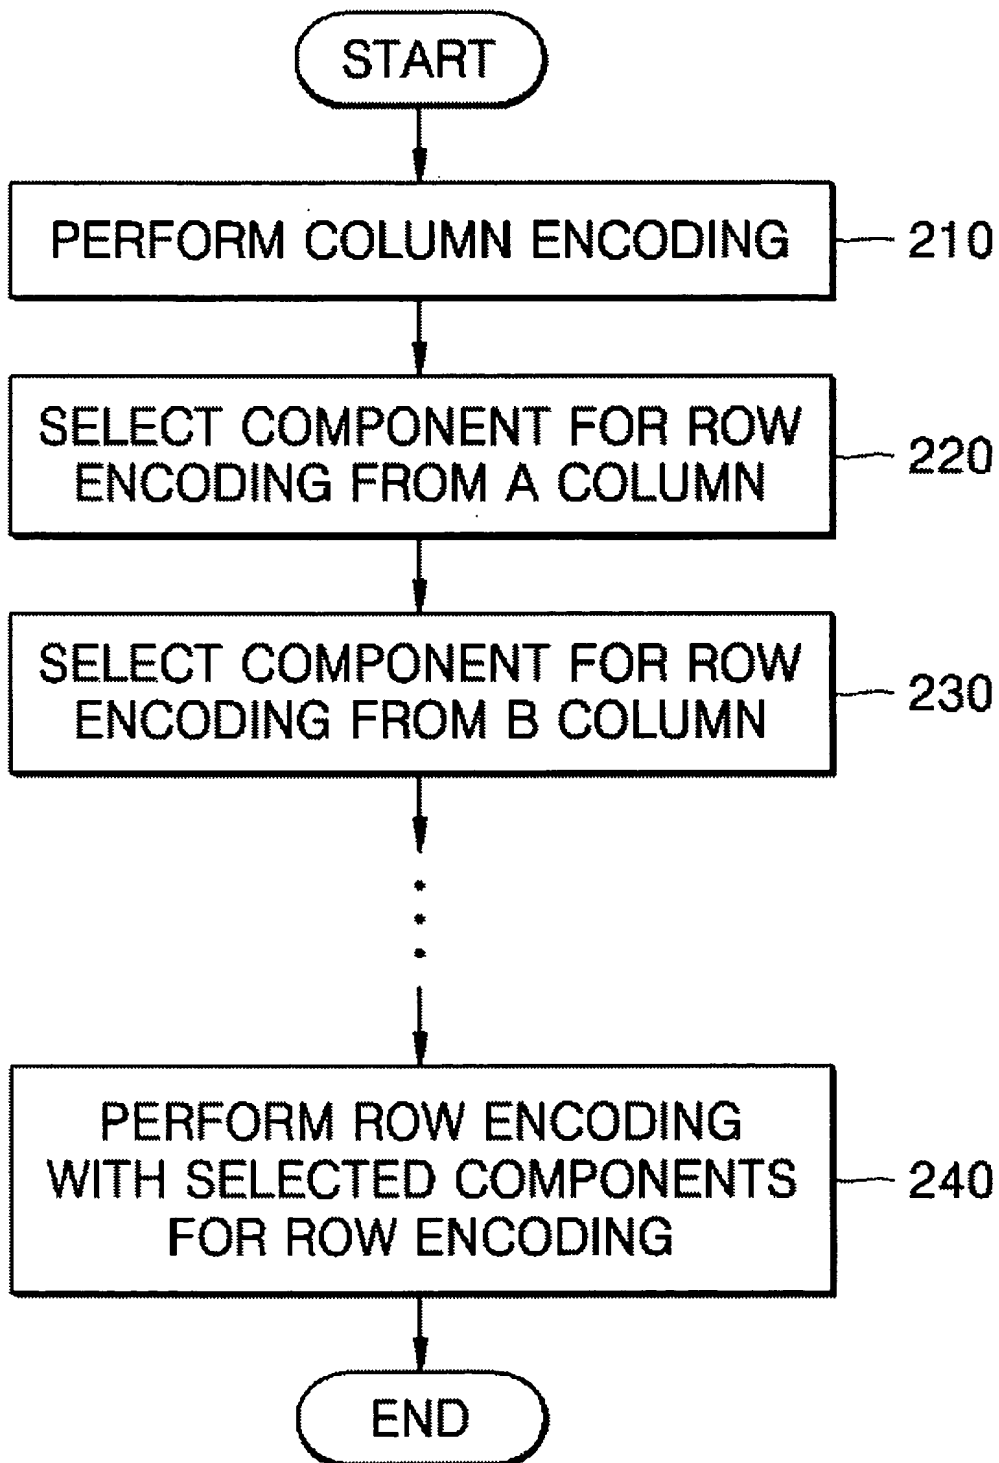 START
PERFORM COLUMN ENCODING
210
SELECT COMPONENT FOR ROW
ENCODING FROM A COLUMN
220
SELECT COMPONENT FOR ROW
ENCODING FROM B COLUMN
230
PERFORM ROW ENCODING
WITH SELECTED COMPONENTS
FOR ROW ENCODING
240
END